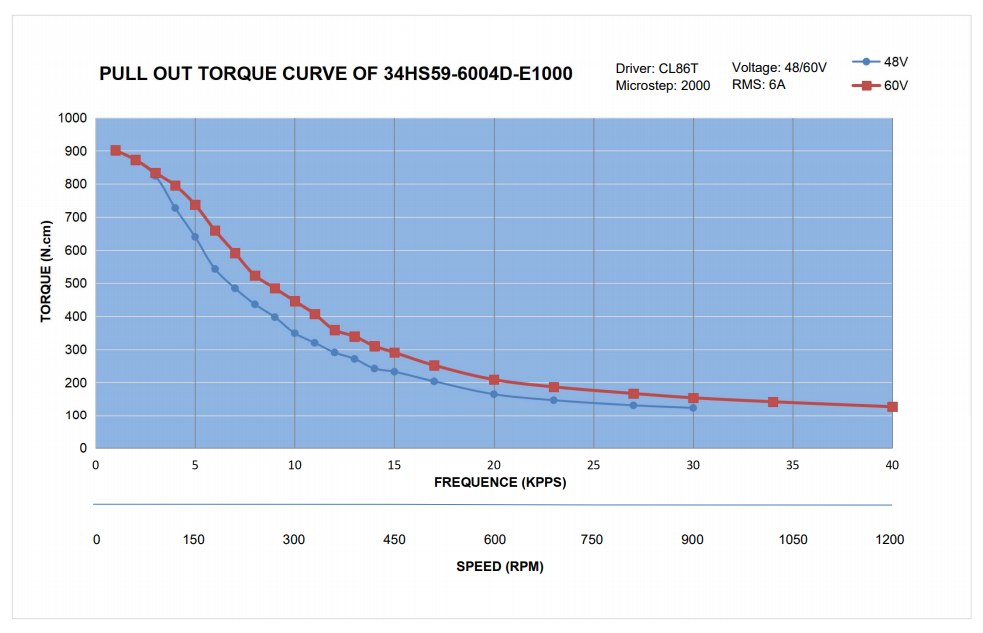 PULL OUT TORQUE CURVE OF 34HS59-6004D-E1000
Driver: CL86T
Microstep: 2000
Voltage: 48/60V
RMS: 6A
48V
60V
TORQUE (N.cm)
1000
900
800
700
600
500
400
300
200
100
0
0 5 10 15 20 25 30 35 40
FREQUENCE (KPPS)
0 150 300 450 600 750 900 1050 1200
SPEED (RPM)